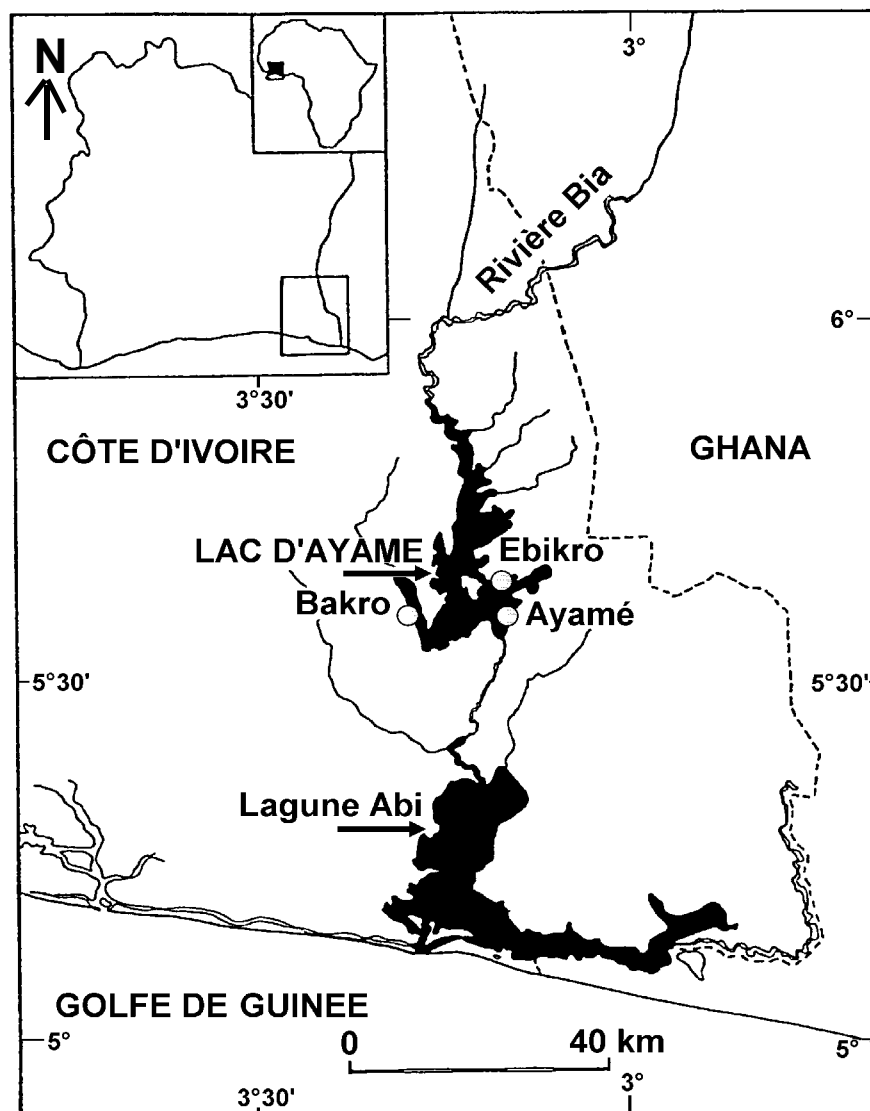 N
3°
Rivière Bia
6°
3°30'
CÔTE D'IVOIRE
GHANA
LAC D'AYAME
Ebikro
Bakro
Ayamé
5°30'
5°30'
Lagune Abi
GOLFE DE GUINEE
5°
0
40 km
5°
3°30'
3°